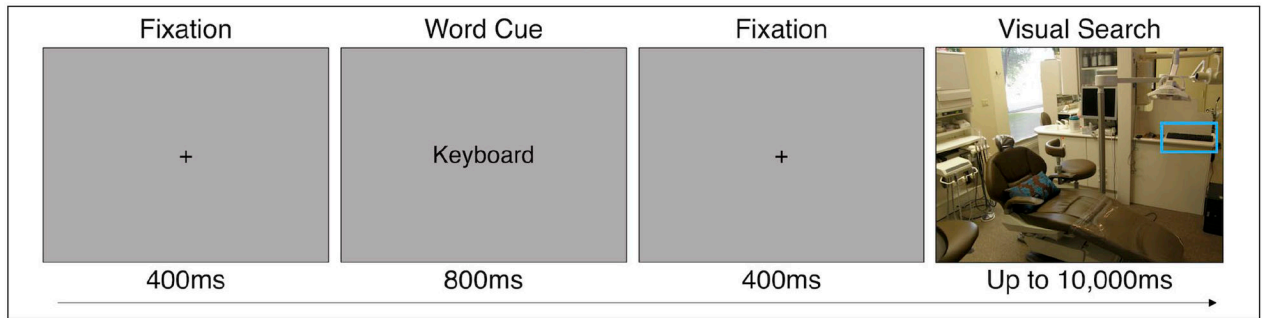 Fixation Word Cue Fixation Visual Search
+ Keyboard +
400ms 800ms 400ms Up to 10,000ms